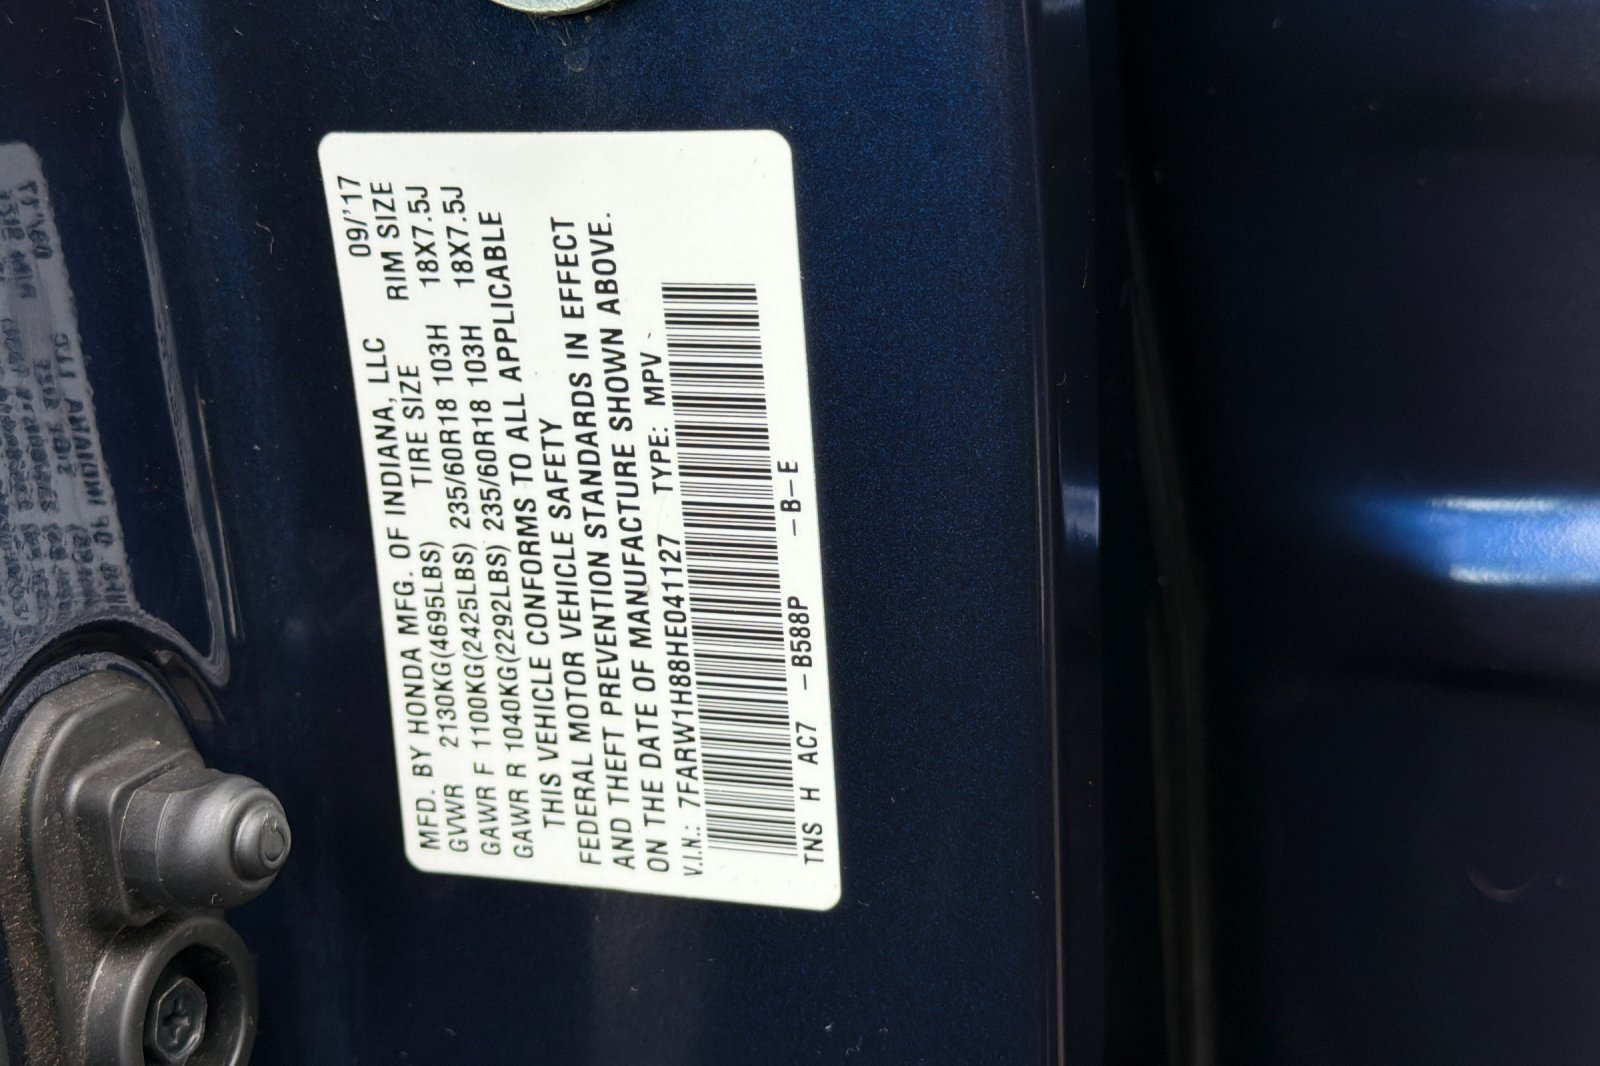 MFD. BY HONDA MFG. OF INDIANA, LLC 09/'17
GVWR 2130KG(4695LBS) TIRE SIZE RIM SIZE
GAWR F 1100KG(2425LBS) 235/60R18 103H 18X7.5J
GAWR R 1040KG(2292LBS) 235/60R18 103H 18X7.5J
THIS VEHICLE CONFORMS TO ALL APPLICABLE
FEDERAL MOTOR VEHICLE SAFETY
AND THEFT PREVENTION STANDARDS IN EFFECT
ON THE DATE OF MANUFACTURE SHOWN ABOVE.
V.I.N.: 7FARW1H88HE041127 TYPE: MPV
TNS H AC7 -B588P -B-E